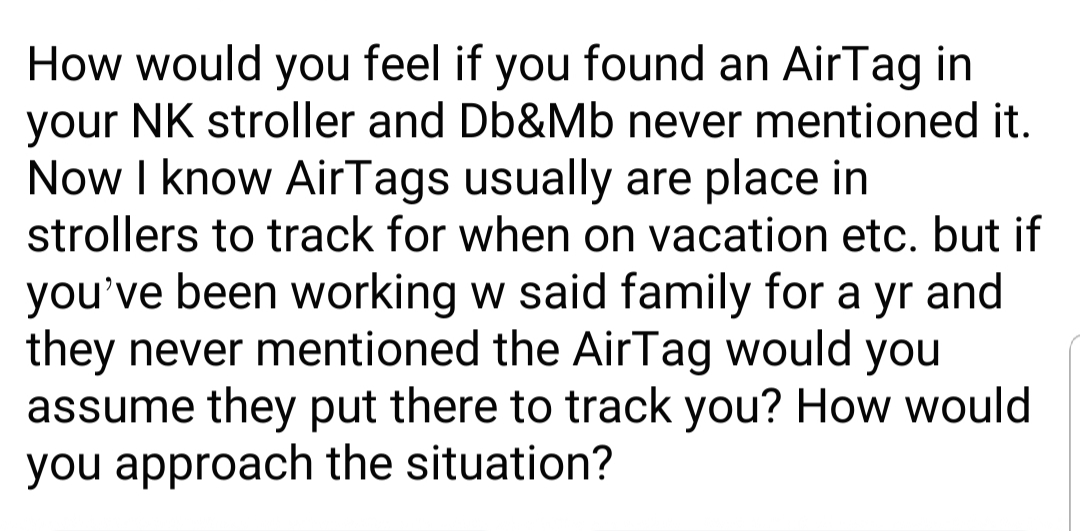 How would you feel if you found an AirTag in
your NK stroller and Db&Mb never mentioned it.
Now I know AirTags usually are place in
strollers to track for when on vacation etc. but if
you've been working w said family for a yr and
they never mentioned the AirTag would you
assume they put there to track you? How would
you approach the situation?